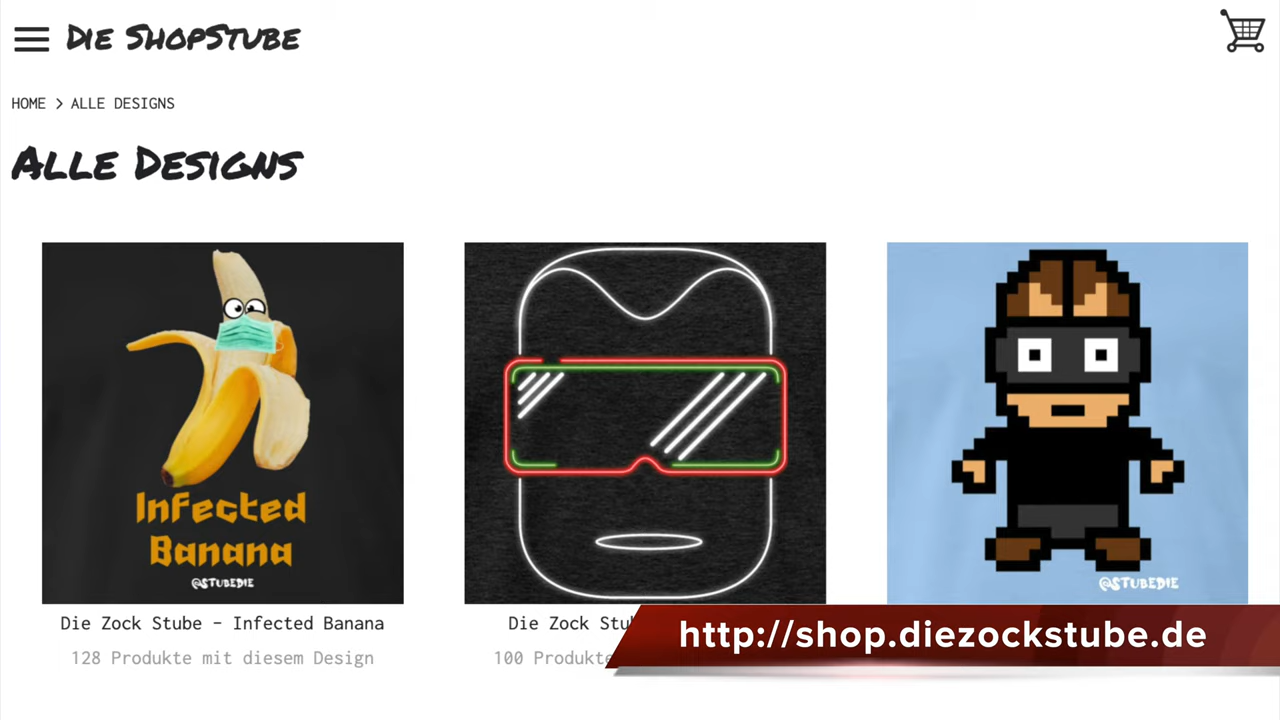 Die ShopStube
HOME > ALLE DESIGNS
Alle Designs
Infected
Banana
@STUBEDIE
@STUBEDIE
Die Zock Stube - Infected Banana
Die Zock
128 Produkte mit diesem Design
100 Produkte
http://shop.diezockstube.de